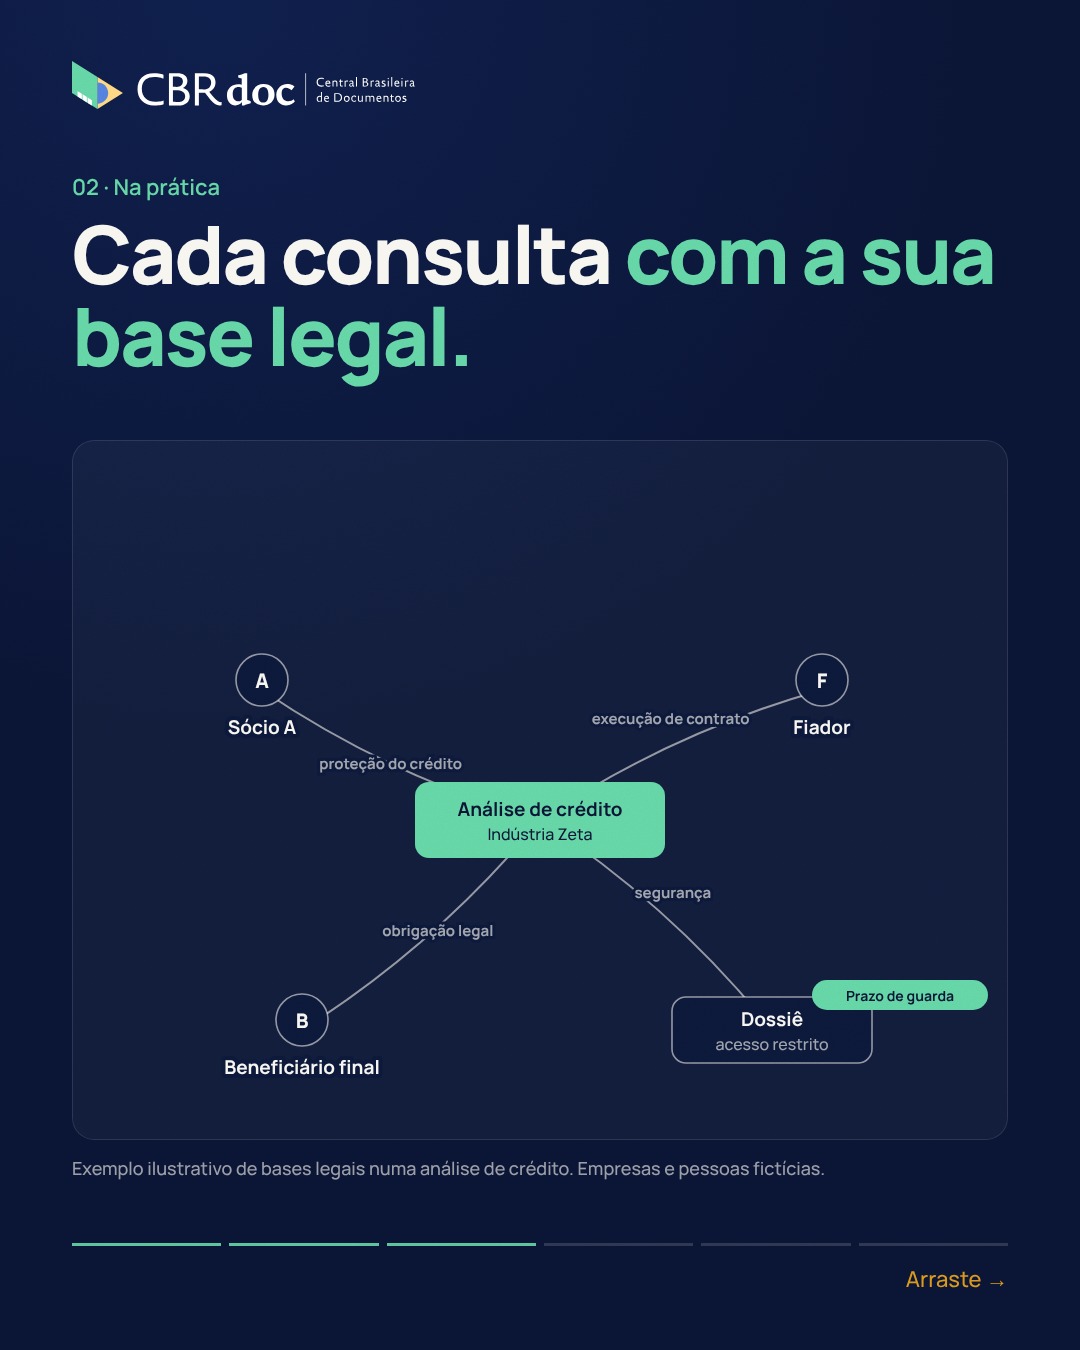 CBRdoc
Central Brasileira
de Documentos
02 · Na prática
Cada consulta com a sua
base legal.
A
Sócio A
F
Fiador
execução de contrato
proteção do crédito
Análise de crédito
Indústria Zeta
segurança
obrigação legal
B
Beneficiário final
Prazo de guarda
Dossiê
acesso restrito
Exemplo ilustrativo de bases legais numa análise de crédito. Empresas e pessoas fictícias.
Arraste →